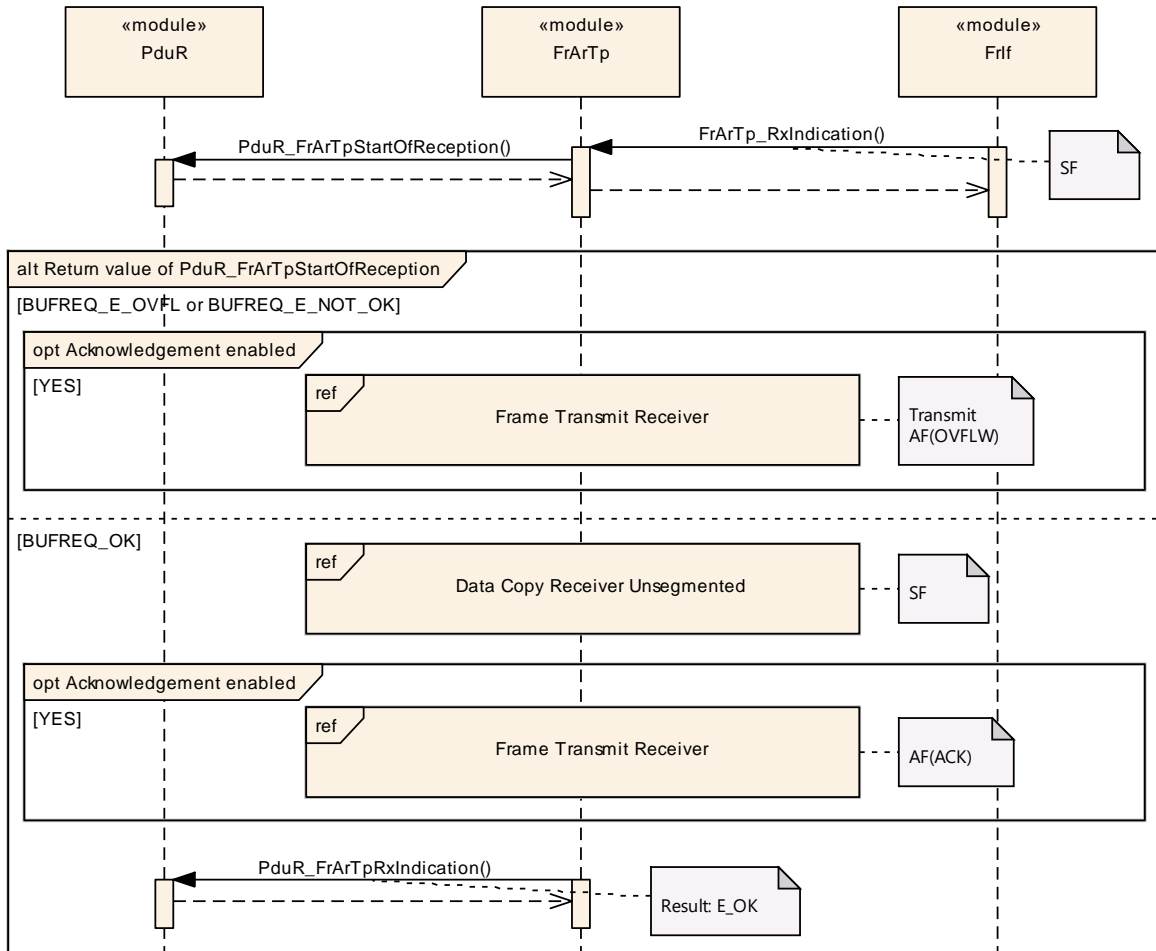 «module»
PduR
«module»
FrArTp
«module»
FrIf
FrArTp_RxIndication()
PduR_FrArTpStartOfReception()
SF
alt Return value of PduR_FrArTpStartOfReception
[BUFREQ_E_OVFL or BUFREQ_E_NOT_OK]
opt Acknowledgement enabled
[YES]
ref
Frame Transmit Receiver
Transmit
AF(OVFLW)
[BUFREQ_OK]
ref
Data Copy Receiver Unsegmented
SF
opt Acknowledgement enabled
[YES]
ref
Frame Transmit Receiver
AF(ACK)
PduR_FrArTpRxIndication()
Result: E_OK